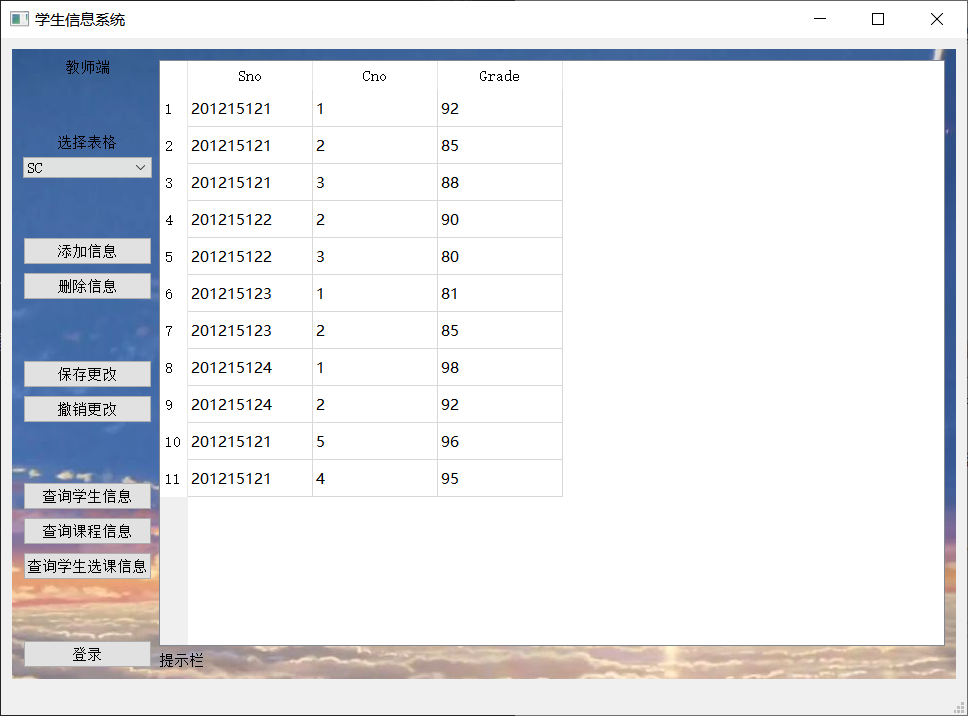 学生信息系统
教师端
选择表格
SC
添加信息
删除信息
保存更改
撤销更改
查询学生信息
查询课程信息
查询学生选课信息
登录
Sno Cno Grade
1 201215121 1 92
2 201215121 2 85
3 201215121 3 88
4 201215122 2 90
5 201215122 3 80
6 201215123 1 81
7 201215123 2 85
8 201215124 1 98
9 201215124 2 92
10 201215121 5 96
11 201215121 4 95
提示栏